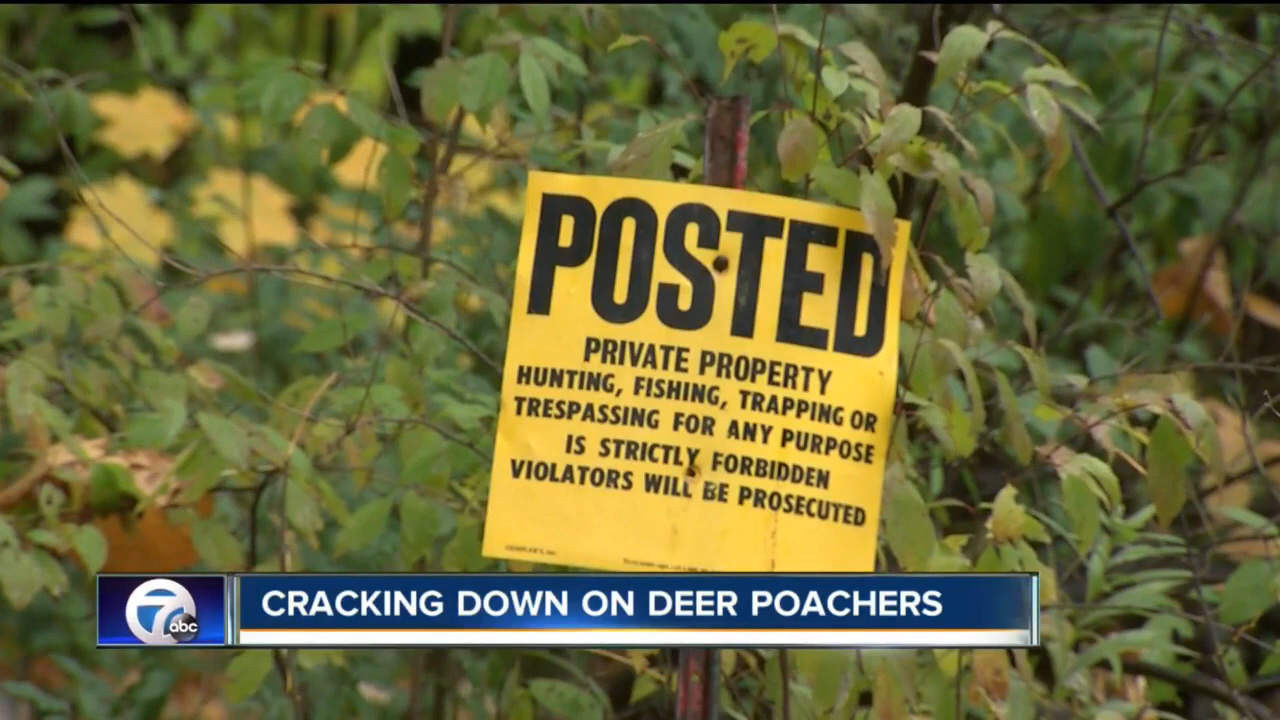 POSTED
PRIVATE PROPERTY
HUNTING, FISHING, TRAPPING OR
TRESPASSING FOR ANY PURPOSE
IS STRICTLY FORBIDDEN
VIOLATORS WILL BE PROSECUTED
7 abc
CRACKING DOWN ON DEER POACHERS